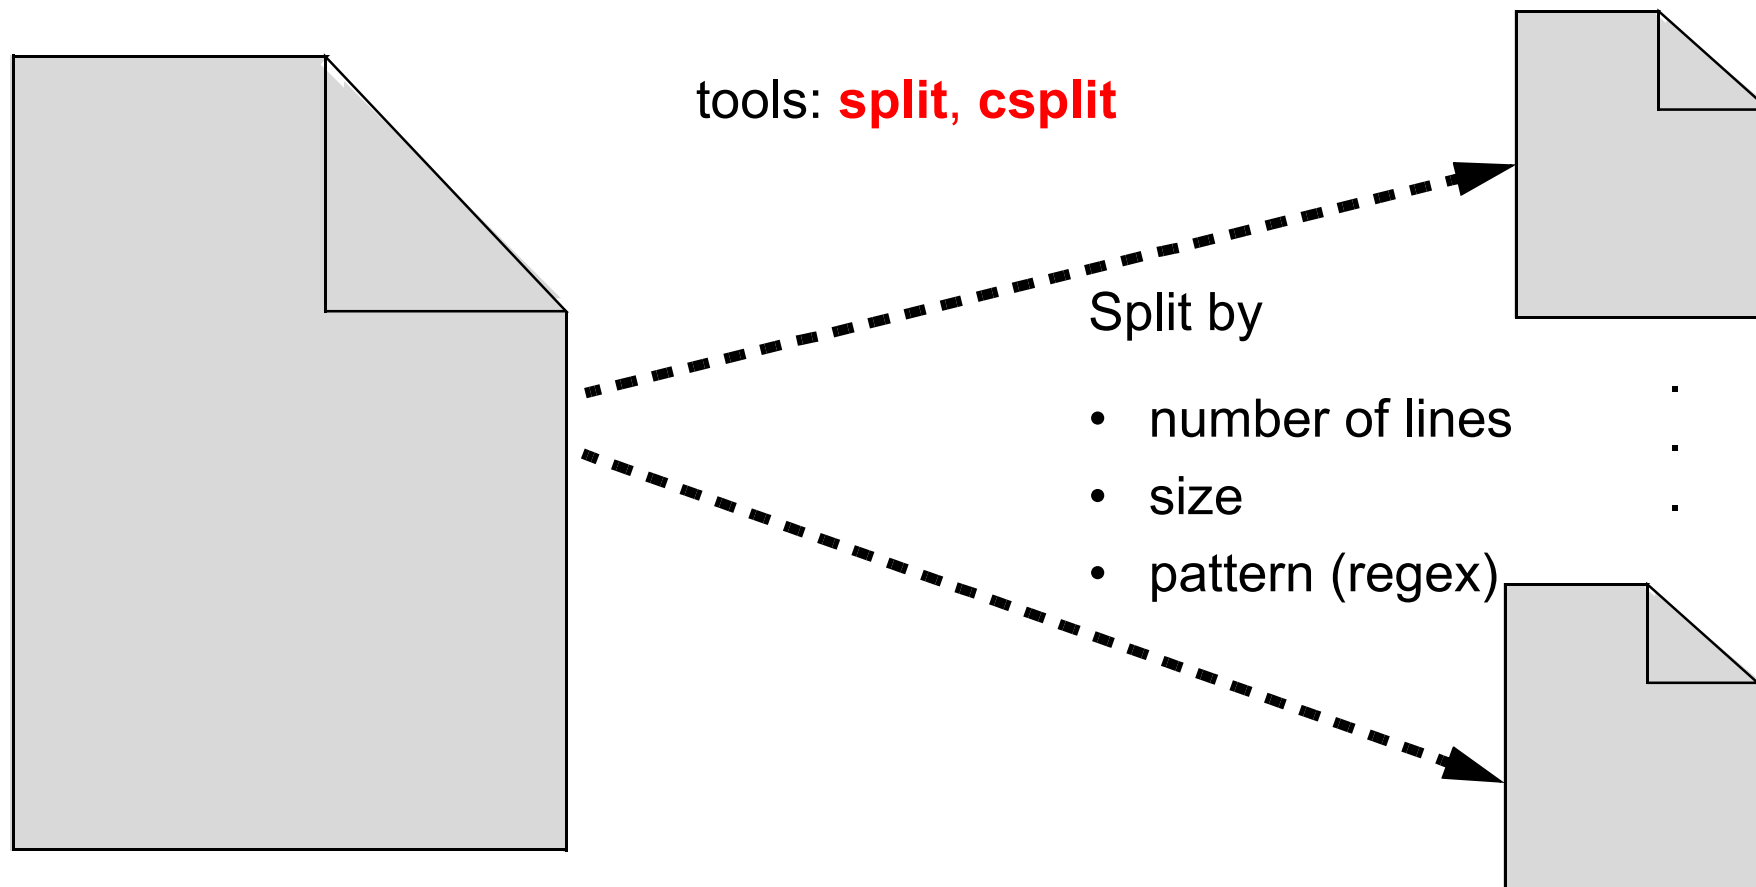 tools: split, csplit
Split by
• number of lines
• size
• pattern (regex)
.
.
.